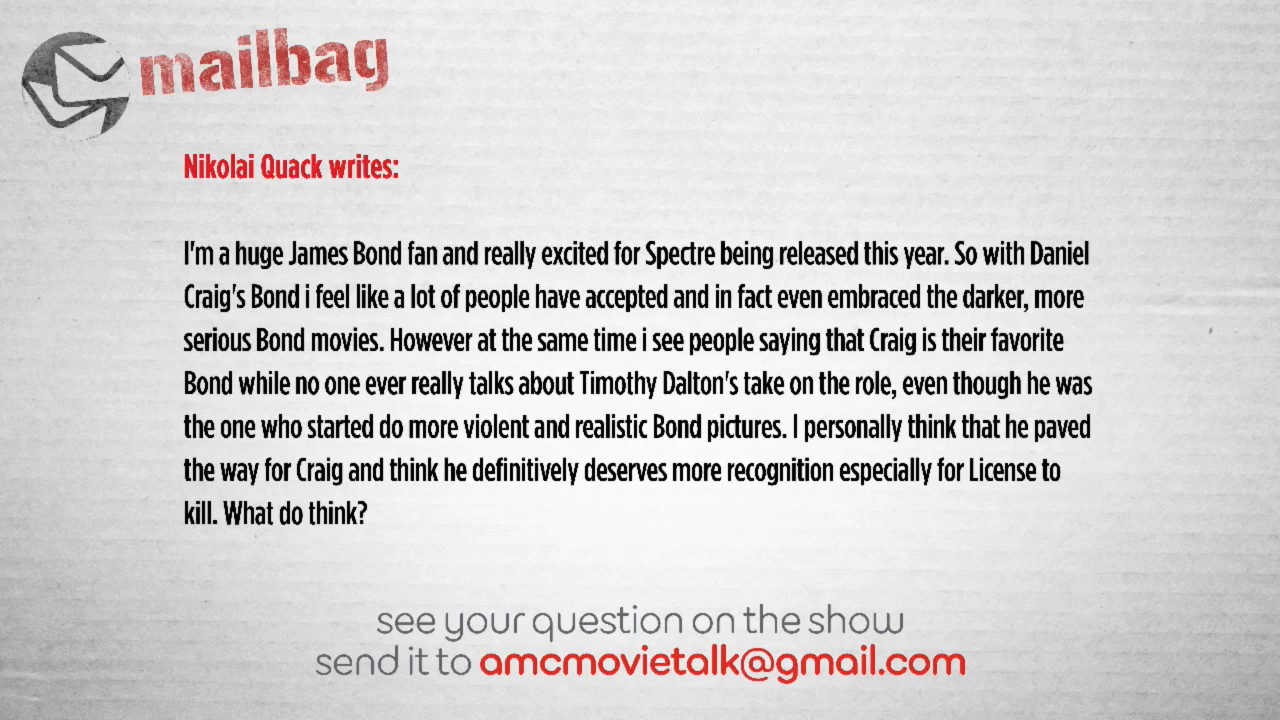 mailbag
Nikolai Quack writes:
I'm a huge James Bond fan and really excited for Spectre being released this year. So with Daniel
Craig's Bond i feel like a lot of people have accepted and in fact even embraced the darker, more
serious Bond movies. However at the same time i see people saying that Craig is their favorite
Bond while no one ever really talks about Timothy Dalton's take on the role, even though he was
the one who started do more violent and realistic Bond pictures. I personally think that he paved
the way for Craig and think he definitively deserves more recognition especially for License to
kill. What do think?
see your question on the show
send it to amcmovietalk@gmail.com